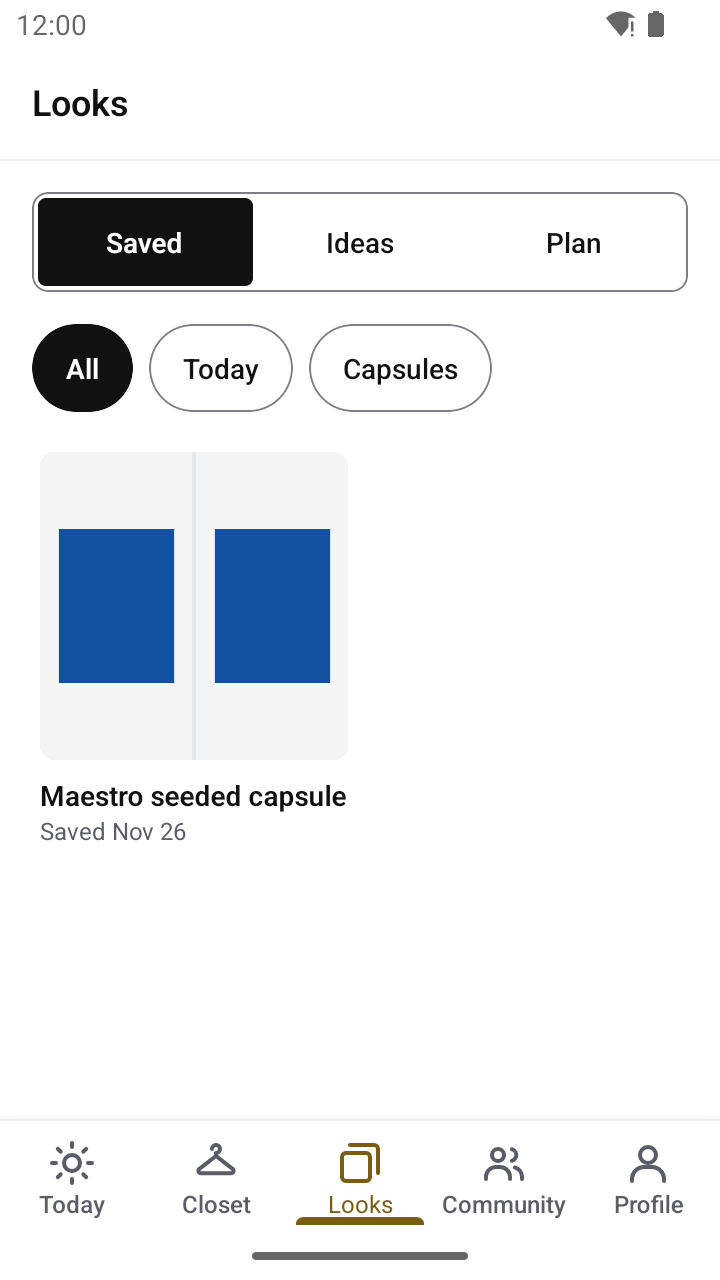 12:00
Looks
Saved
Ideas
Plan
All
Today
Capsules
Maestro seeded capsule
Saved Nov 26
Today
Closet
Looks
Community
Profile